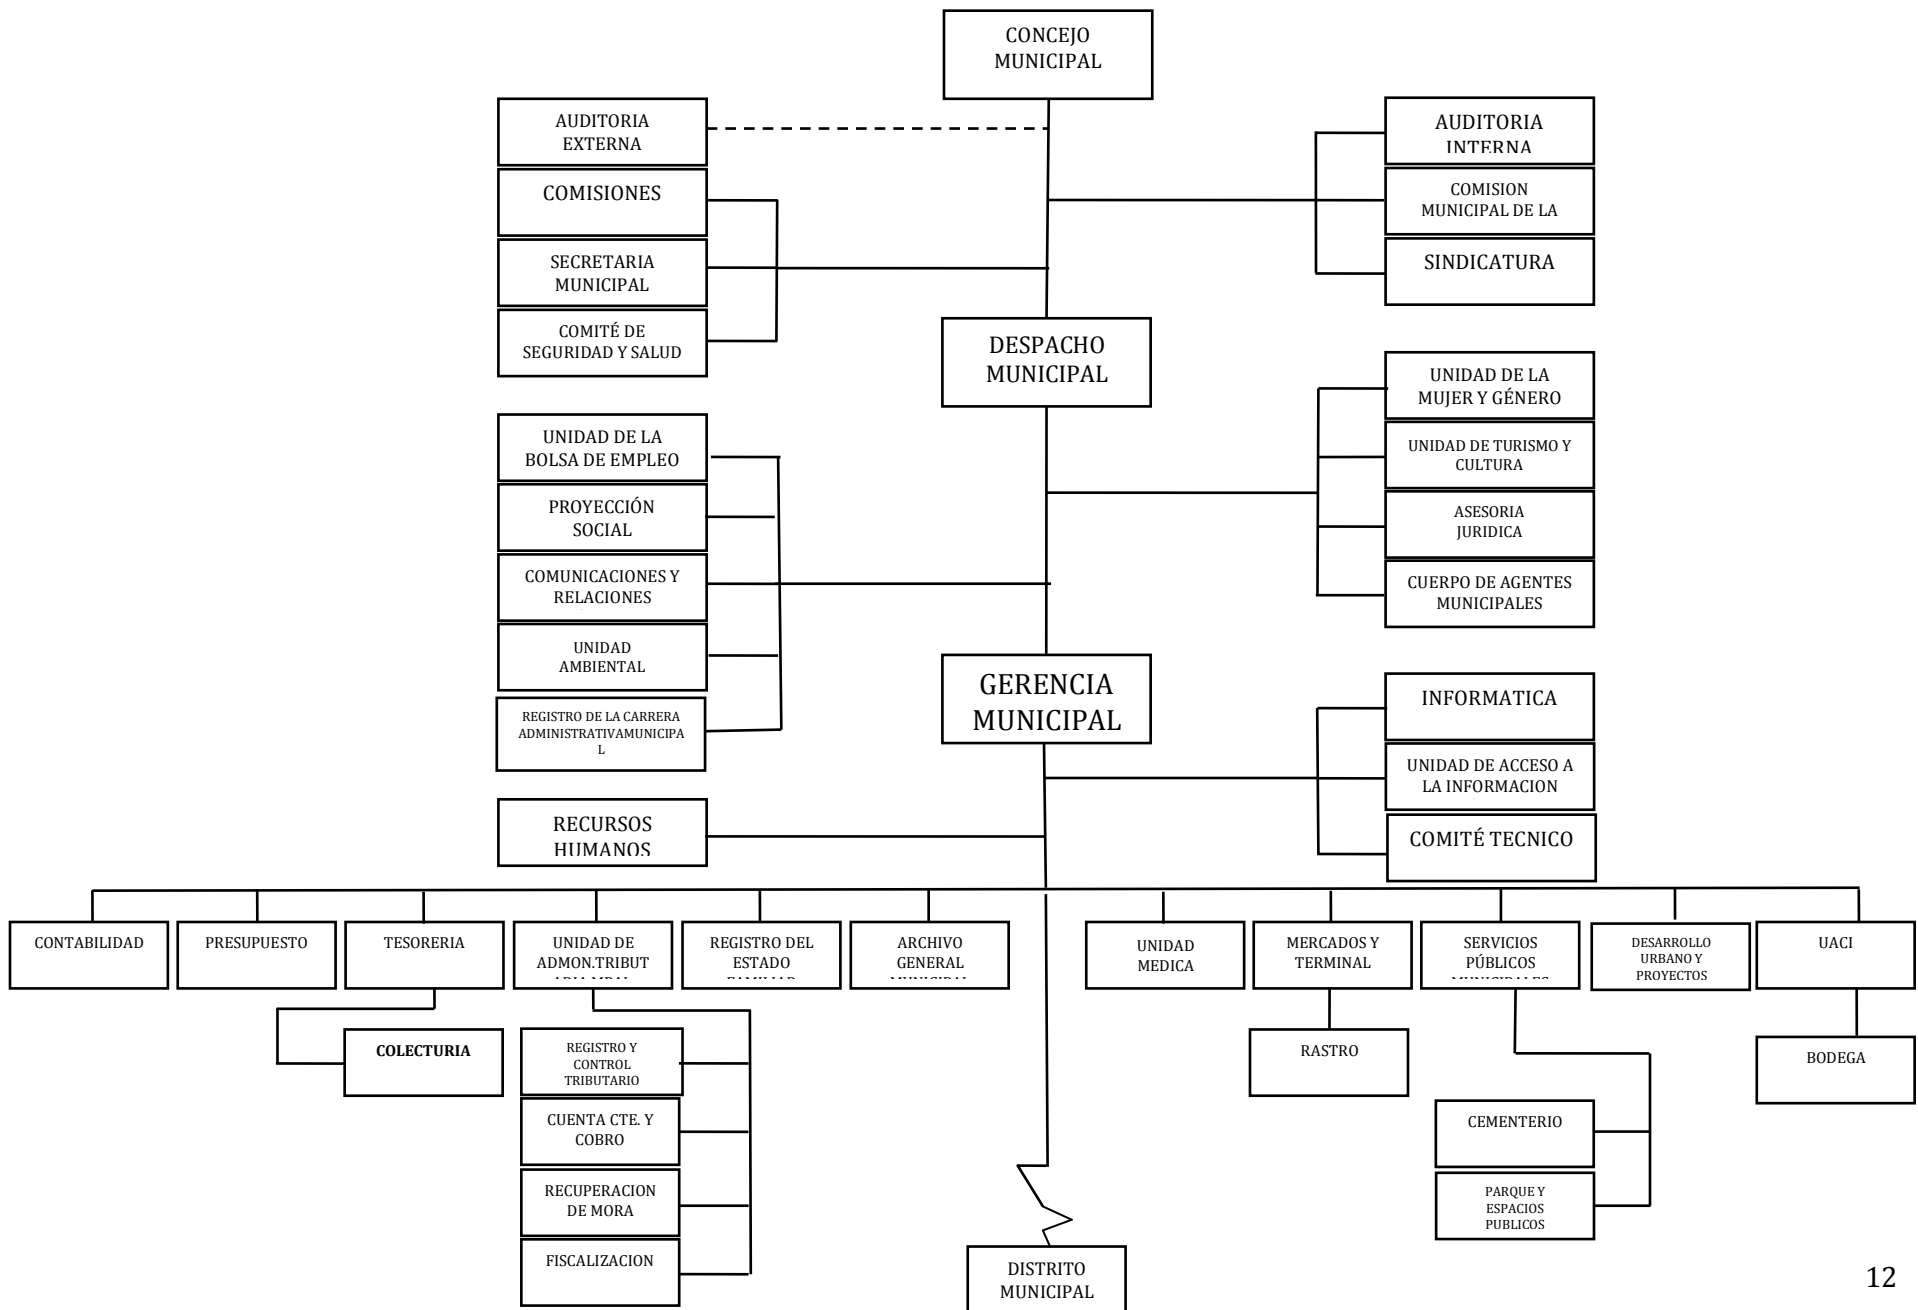 CONCEJO
MUNICIPAL
AUDITORIA
EXTERNA
COMISIONES
SECRETARIA
MUNICIPAL
COMITÉ DE
SEGURIDAD Y SALUD
AUDITORIA
INTERNA
COMISION
MUNICIPAL DE LA
SINDICATURA
DESPACHO
MUNICIPAL
UNIDAD DE LA
BOLSA DE EMPLEO
PROYECCIÓN
SOCIAL
COMUNICACIONES Y
RELACIONES
UNIDAD
AMBIENTAL
REGISTRO DE LA CARRERA
ADMINISTRATIVAMUNICIPA
L
UNIDAD DE LA
MUJER Y GÉNERO
UNIDAD DE TURISMO Y
CULTURA
ASESORIA
JURIDICA
CUERPO DE AGENTES
MUNICIPALES
GERENCIA
MUNICIPAL
RECURSOS
HUMANOS
INFORMATICA
UNIDAD DE ACCESO A
LA INFORMACION
COMITÉ TECNICO
CONTABILIDAD
PRESUPUESTO
TESORERIA
UNIDAD DE
ADMON.TRIBUT
ARIA MPAL
REGISTRO DEL
ESTADO
FAMILIAR
ARCHIVO
GENERAL
MUNICIPAL
UNIDAD
MEDICA
MERCADOS Y
TERMINAL
SERVICIOS
PÚBLICOS
MUNICIPALES
DESARROLLO
URBANO Y
PROYECTOS
UACI
COLECTURIA
REGISTRO Y
CONTROL
TRIBUTARIO
CUENTA CTE. Y
COBRO
RECUPERACION
DE MORA
FISCALIZACION
RASTRO
CEMENTERIO
PARQUE Y
ESPACIOS
PUBLICOS
BODEGA
DISTRITO
MUNICIPAL
12